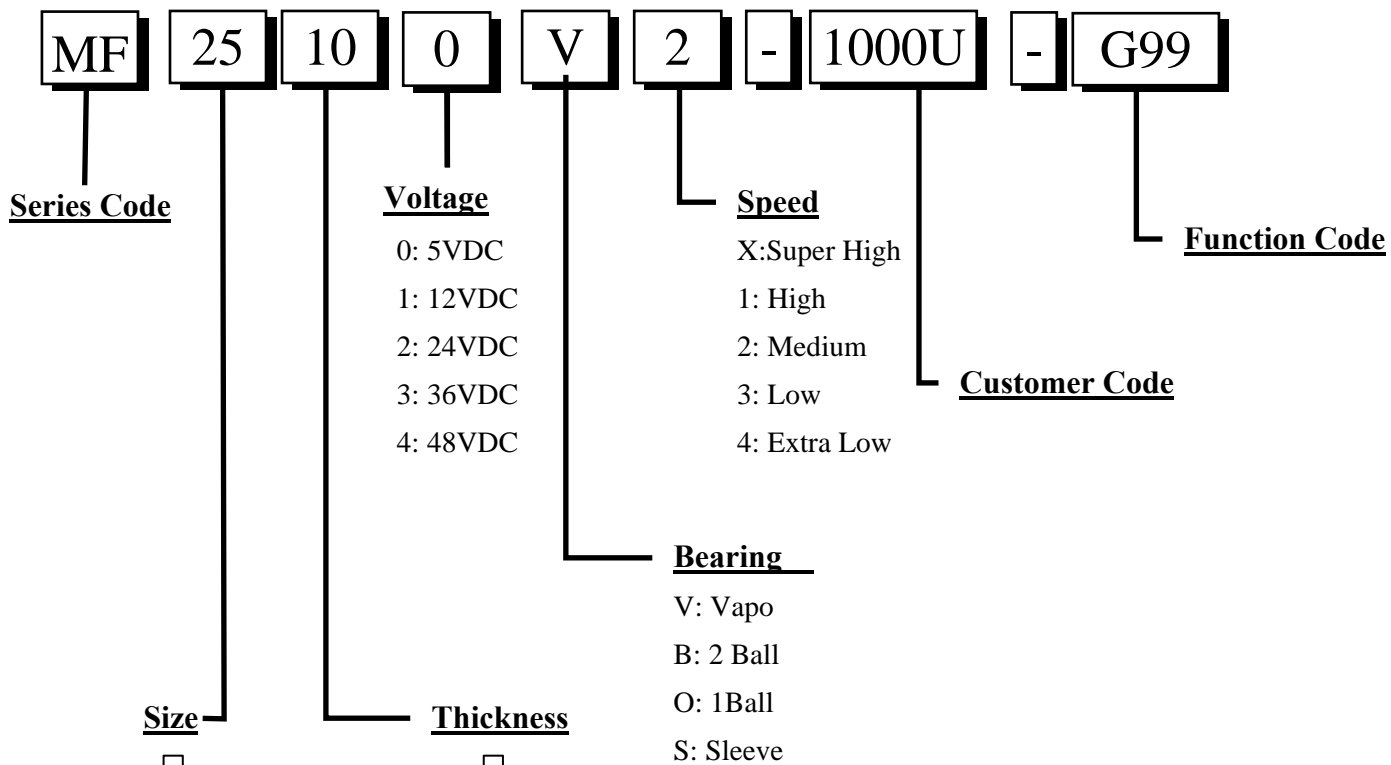 MF 25 10 0 V 2 - 1000U - G99
Series Code
Voltage
0: 5VDC
1: 12VDC
2: 24VDC
3: 36VDC
4: 48VDC
Speed
X:Super High
1: High
2: Medium
3: Low
4: Extra Low
Function Code
Customer Code
Bearing
V: Vapo
B: 2 Ball
O: 1Ball
S: Sleeve
Size
Thickness